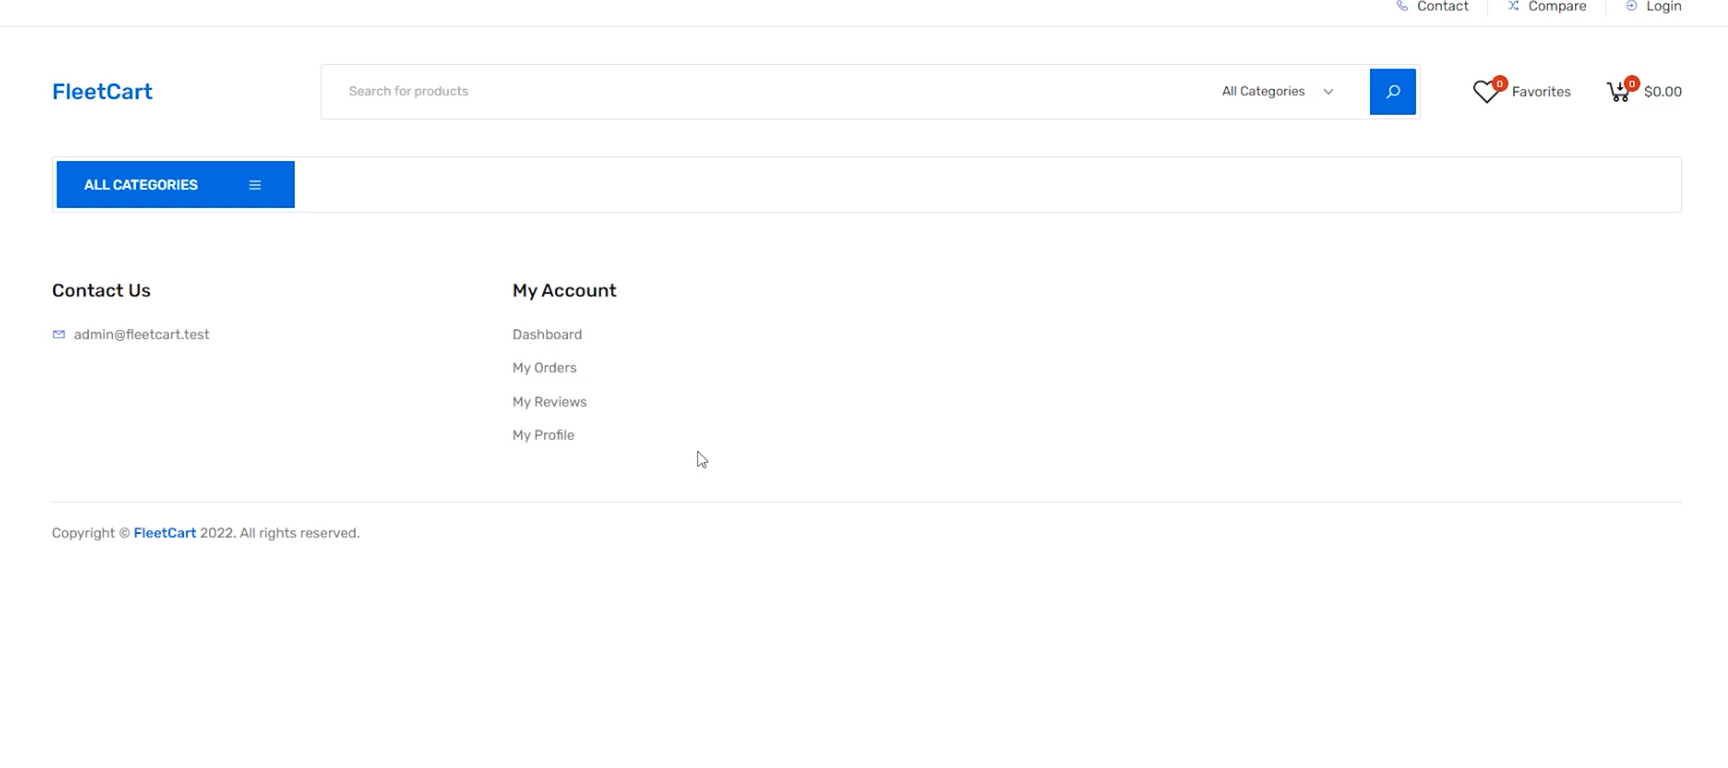 Contact Compare Login
FleetCart Search for products All Categories 0 Favorites 0 $0.00
ALL CATEGORIES
Contact Us My Account
admin@fleetcart.test Dashboard
My Orders
My Reviews
My Profile
Copyright © FleetCart 2022. All rights reserved.